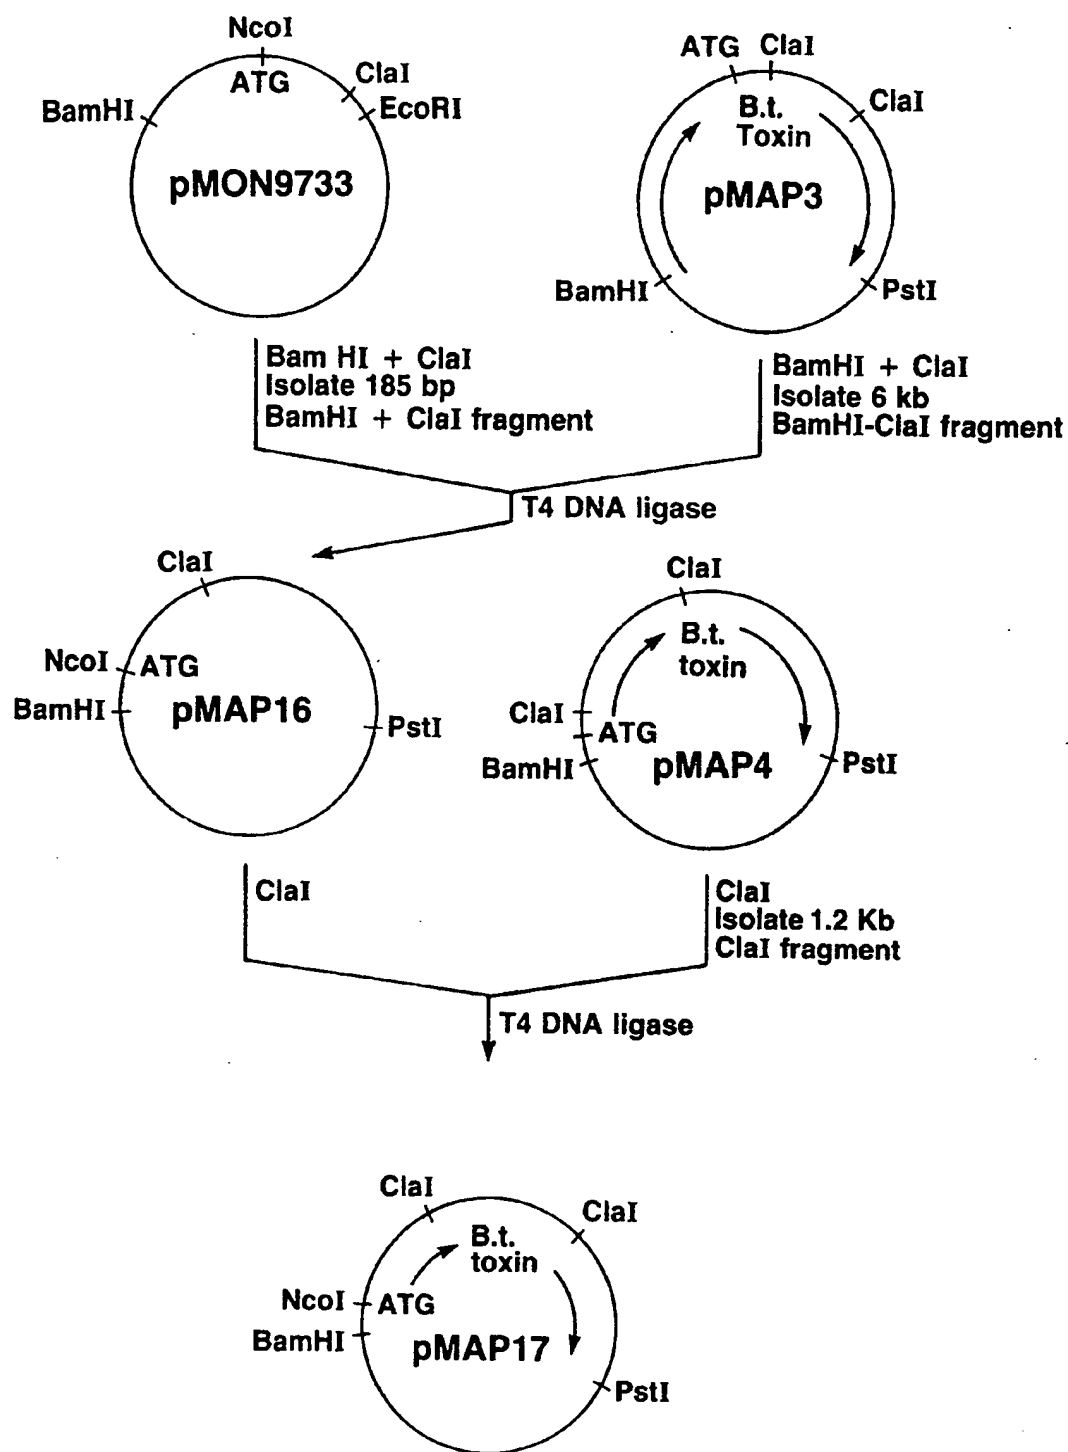 NcoI
ATG
ClaI
EcoRI
BamHI
pMON9733
ATG
ClaI
ClaI
B.t.
Toxin
pMAP3
BamHI
PstI
Bam HI + ClaI
Isolate 185 bp
BamHI + ClaI fragment
BamHI + ClaI
Isolate 6 kb
BamHI-ClaI fragment
T4 DNA ligase
ClaI
NcoI
ATG
BamHI
pMAP16
PstI
ClaI
B.t.
toxin
ClaI
ATG
BamHI
pMAP4
PstI
ClaI
ClaI
Isolate 1.2 Kb
ClaI fragment
T4 DNA ligase
ClaI
ClaI
B.t.
toxin
NcoI
ATG
BamHI
pMAP17
PstI